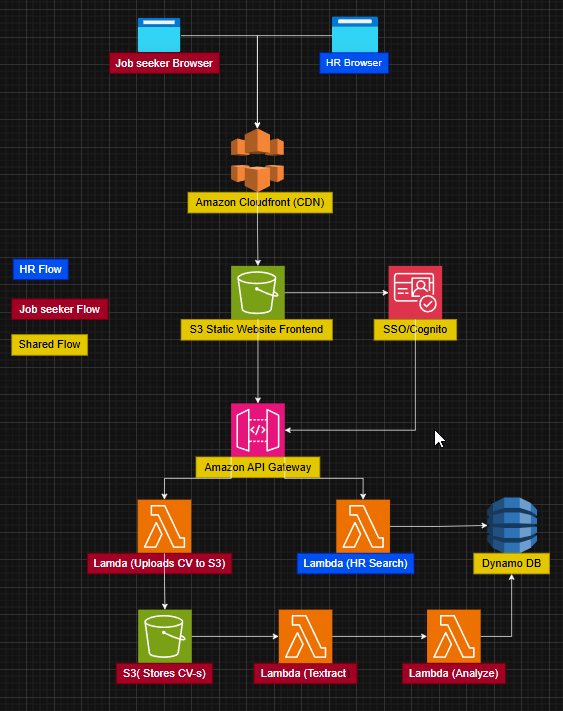 Job seeker Browser
HR Browser
Amazon Cloudfront (CDN)
HR Flow
Job seeker Flow
Shared Flow
S3 Static Website Frontend
SSO/Cognito
Amazon API Gateway
Lamda (Uploads CV to S3)
Lambda (HR Search)
Dynamo DB
S3( Stores CV-s)
Lambda (Textract
Lambda (Analyze)